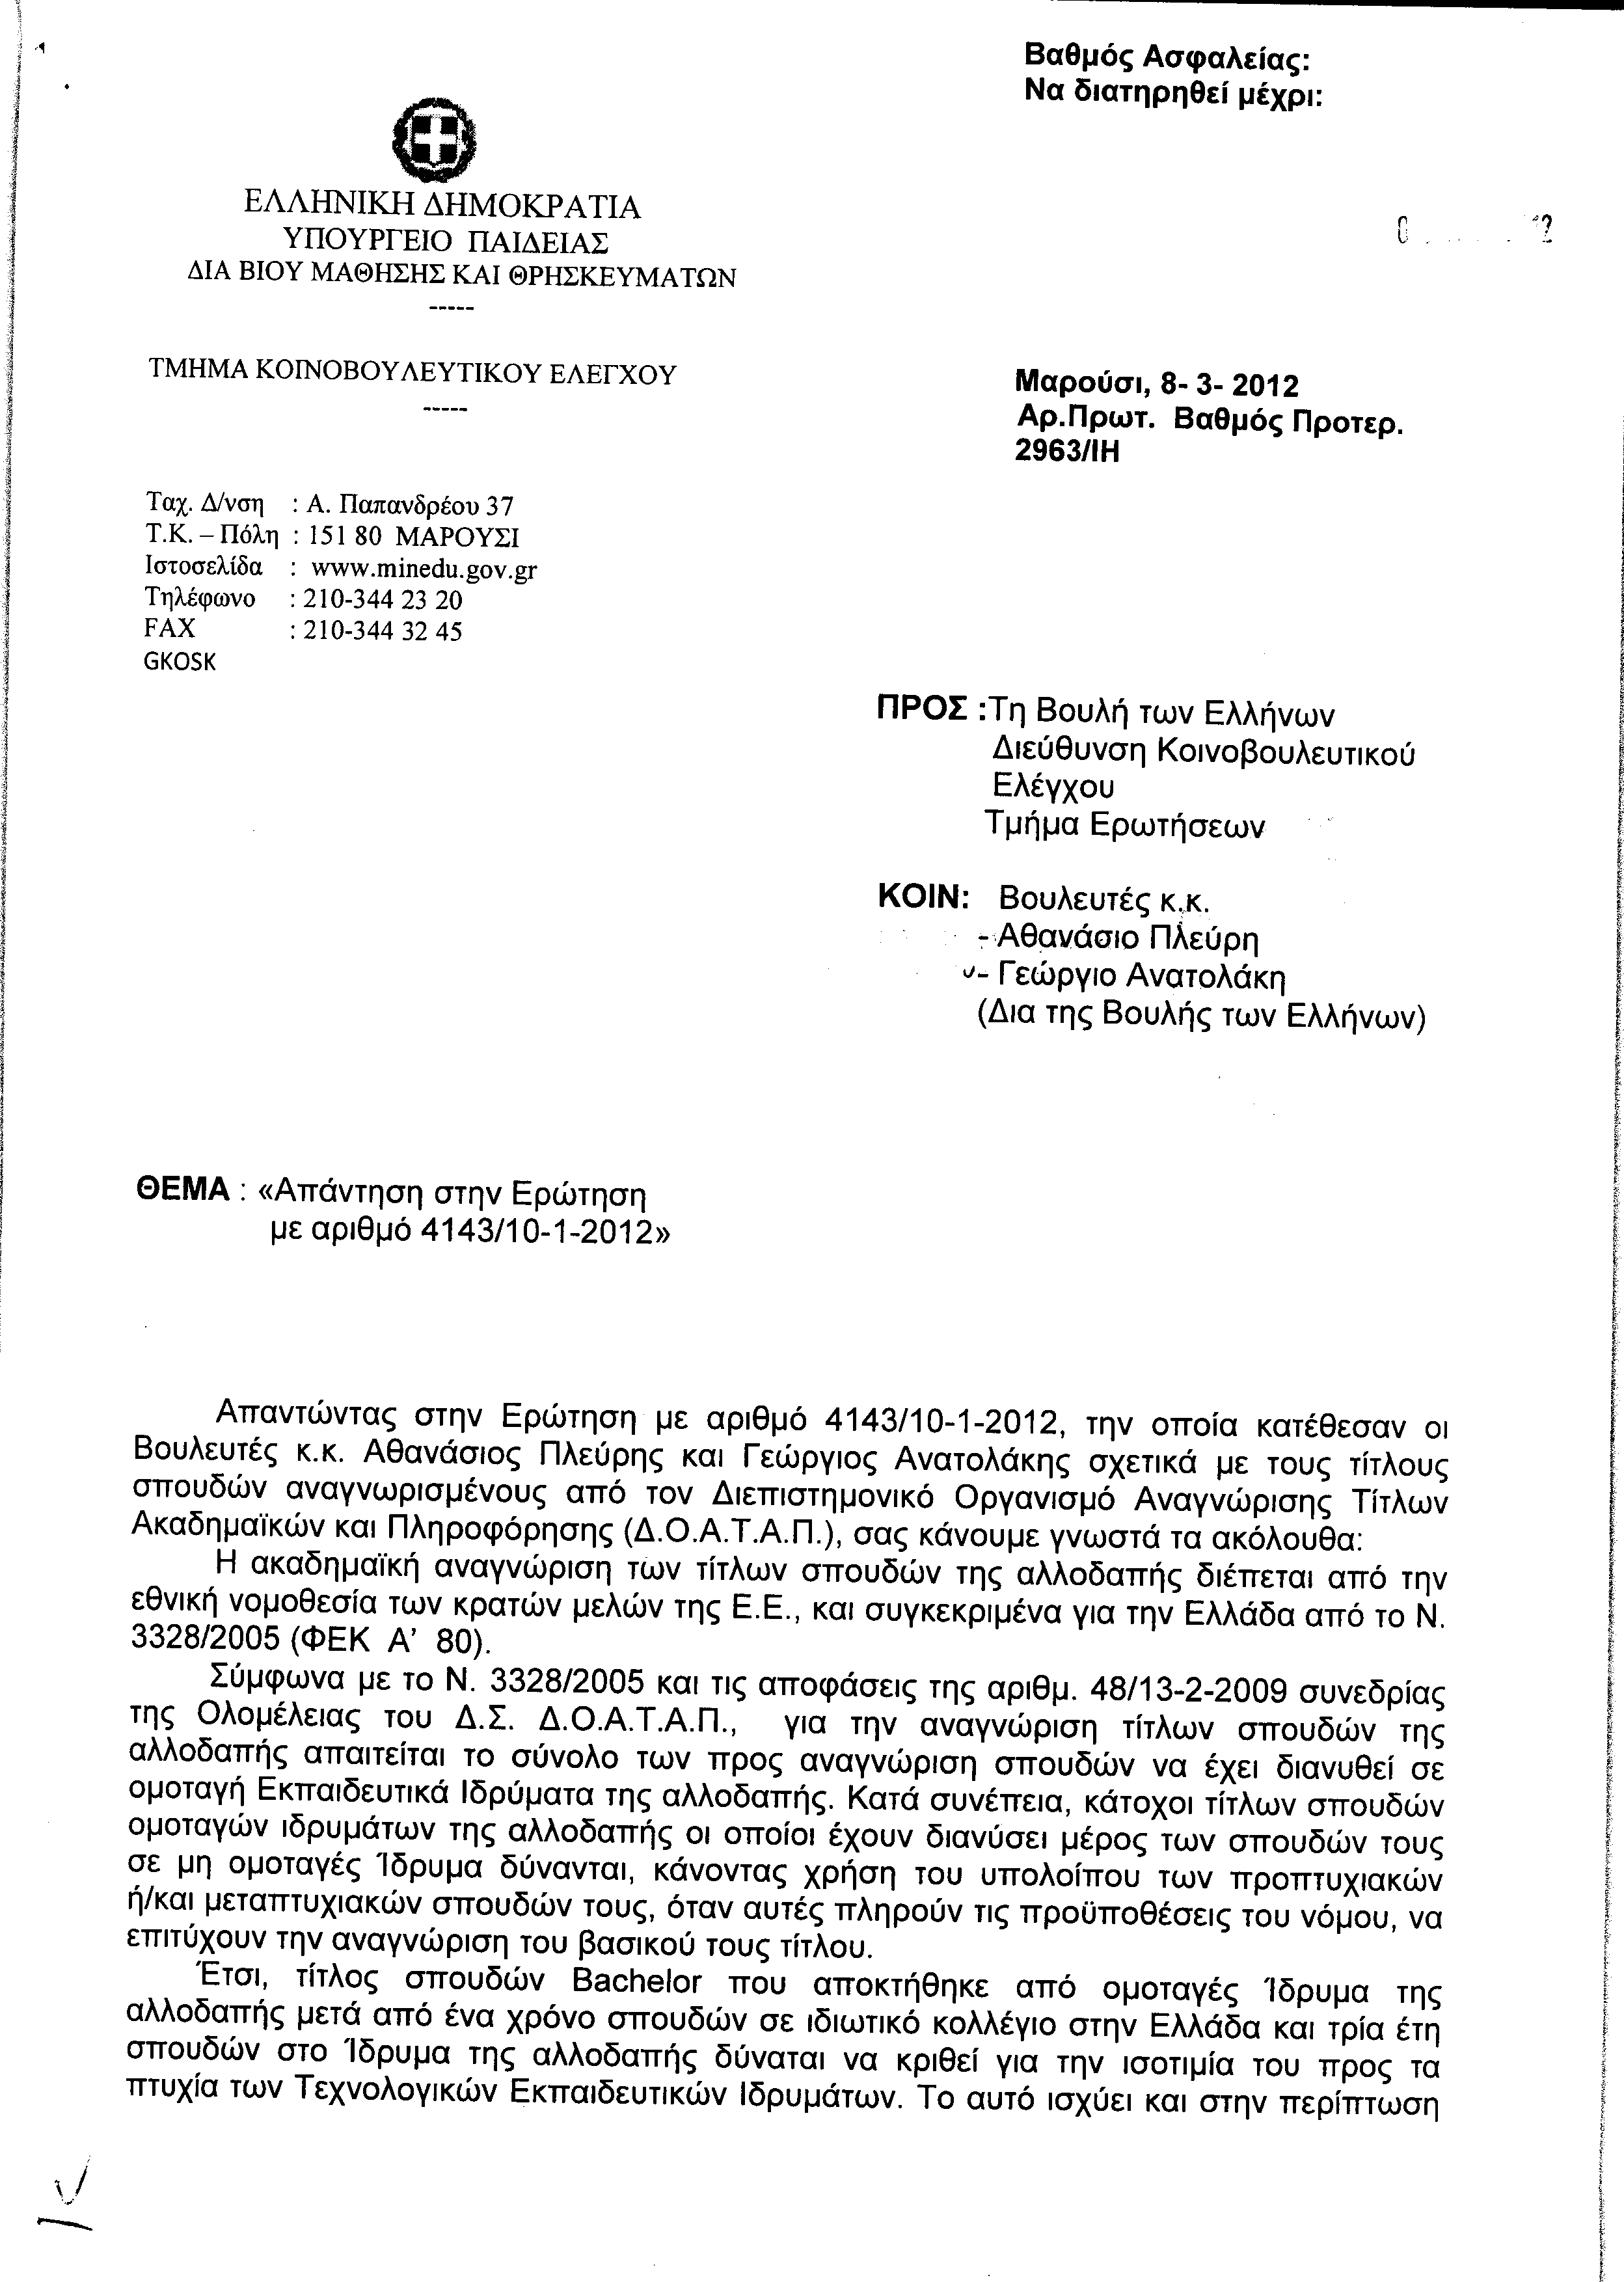 Βαθμός Ασφαλείας:
Να διατηρηθεί μέχρι:
ΕΛΛΗΝΙΚΗ ΔΗΜΟΚΡΑΤΙΑ
ΥΠΟΥΡΓΕΙΟ ΠΑΙΔΕΙΑΣ
ΔΙΑ ΒΙΟΥ ΜΑΘΗΣΗΣ ΚΑΙ ΘΡΗΣΚΕΥΜΑΤΩΝ
-----
ΤΜΗΜΑ ΚΟΙΝΟΒΟΥΛΕΥΤΙΚΟΥ ΕΛΕΓΧΟΥ
-----
Μαρούσι, 8- 3- 2012
Αρ.Πρωτ. Βαθμός Προτερ.
2963/ΙΗ
Ταχ. Δ/νση : Α. Παπανδρέου 37
Τ.Κ. – Πόλη : 151 80 ΜΑΡΟΥΣΙ
Ιστοσελίδα : www.minedu.gov.gr
Τηλέφωνο : 210-344 23 20
FAX : 210-344 32 45
GKOSK
ΠΡΟΣ :Τη Βουλή των Ελλήνων
Διεύθυνση Κοινοβουλευτικού
Ελέγχου
Τμήμα Ερωτήσεων
ΚΟΙΝ: Βουλευτές κ.κ.
- Αθανάσιο Πλεύρη
- Γεώργιο Ανατολάκη
(Δια της Βουλής των Ελλήνων)
ΘΕΜΑ : «Απάντηση στην Ερώτηση
με αριθμό 4143/10-1-2012»
Απαντώντας στην Ερώτηση με αριθμό 4143/10-1-2012, την οποία κατέθεσαν οι
Βουλευτές κ.κ. Αθανάσιος Πλεύρης και Γεώργιος Ανατολάκης σχετικά με τους τίτλους
σπουδών αναγνωρισμένους από τον Διεπιστημονικό Οργανισμό Αναγνώρισης Τίτλων
Ακαδημαϊκών και Πληροφόρησης (Δ.Ο.Α.Τ.Α.Π.), σας κάνουμε γνωστά τα ακόλουθα:
Η ακαδημαϊκή αναγνώριση των τίτλων σπουδών της αλλοδαπής διέπεται από την
εθνική νομοθεσία των κρατών μελών της Ε.Ε., και συγκεκριμένα για την Ελλάδα από το Ν.
3328/2005 (ΦΕΚ Α’ 80).
Σύμφωνα με το Ν. 3328/2005 και τις αποφάσεις της αριθμ. 48/13-2-2009 συνεδρίας
της Ολομέλειας του Δ.Σ. Δ.Ο.Α.Τ.Α.Π., για την αναγνώριση τίτλων σπουδών της
αλλοδαπής απαιτείται το σύνολο των προς αναγνώριση σπουδών να έχει διανυθεί σε
ομοταγή Εκπαιδευτικά Ιδρύματα της αλλοδαπής. Κατά συνέπεια, κάτοχοι τίτλων σπουδών
ομοταγών ιδρυμάτων της αλλοδαπής οι οποίοι έχουν διανύσει μέρος των σπουδών τους
σε μη ομοταγές Ίδρυμα δύνανται, κάνοντας χρήση του υπολοίπου των προπτυχιακών
ή/και μεταπτυχιακών σπουδών τους, όταν αυτές πληρούν τις προϋποθέσεις του νόμου, να
επιτύχουν την αναγνώριση του βασικού τους τίτλου.
Έτσι, τίτλος σπουδών Bachelor που αποκτήθηκε από ομοταγές Ίδρυμα της
αλλοδαπής μετά από ένα χρόνο σπουδών σε ιδιωτικό κολλέγιο στην Ελλάδα και τρία έτη
σπουδών στο Ίδρυμα της αλλοδαπής δύναται να κριθεί για την ισοτιμία του προς τα
πτυχία των Τεχνολογικών Εκπαιδευτικών Ιδρυμάτων. Το αυτό ισχύει και στην περίπτωση